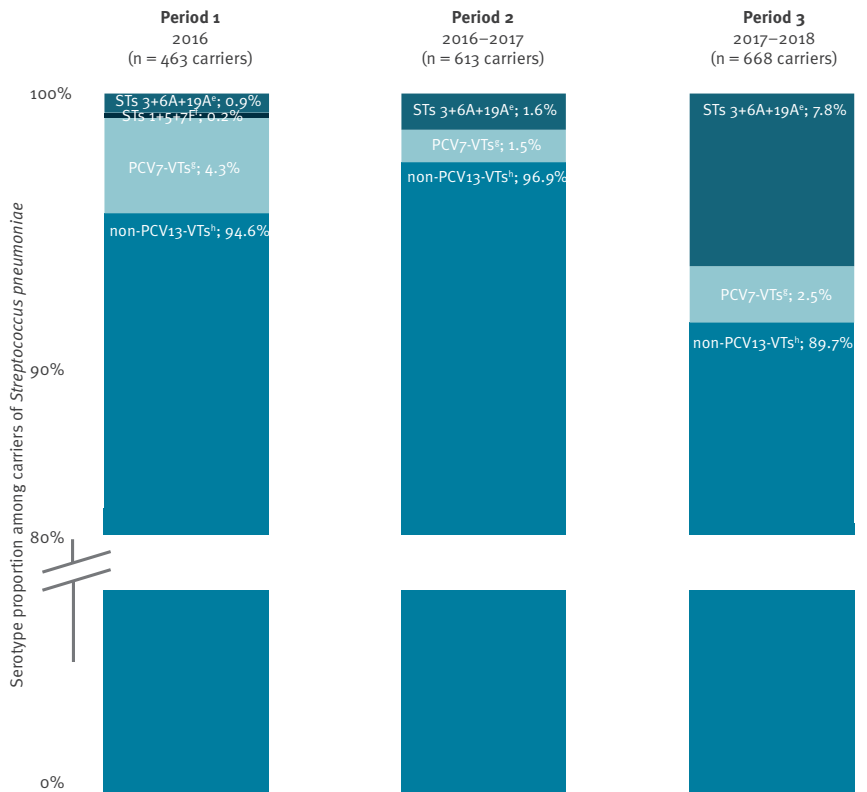 Period 1
2016
(n = 463 carriers)
Period 2
2016–2017
(n = 613 carriers)
Period 3
2017–2018
(n = 668 carriers)
Serotype proportion among carriers of Streptococcus pneumoniae
100%
90%
80%
0%
STs 3+6A+19Aᵉ; 0.9%
STs 1+5+7Fᶠ; 0.2%
PCV7-VTsᵍ; 4.3%
non-PCV13-VTsʰ; 94.6%
STs 3+6A+19Aᵉ; 1.6%
PCV7-VTsᵍ; 1.5%
non-PCV13-VTsʰ; 96.9%
STs 3+6A+19Aᵉ; 7.8%
PCV7-VTsᵍ; 2.5%
non-PCV13-VTsʰ; 89.7%